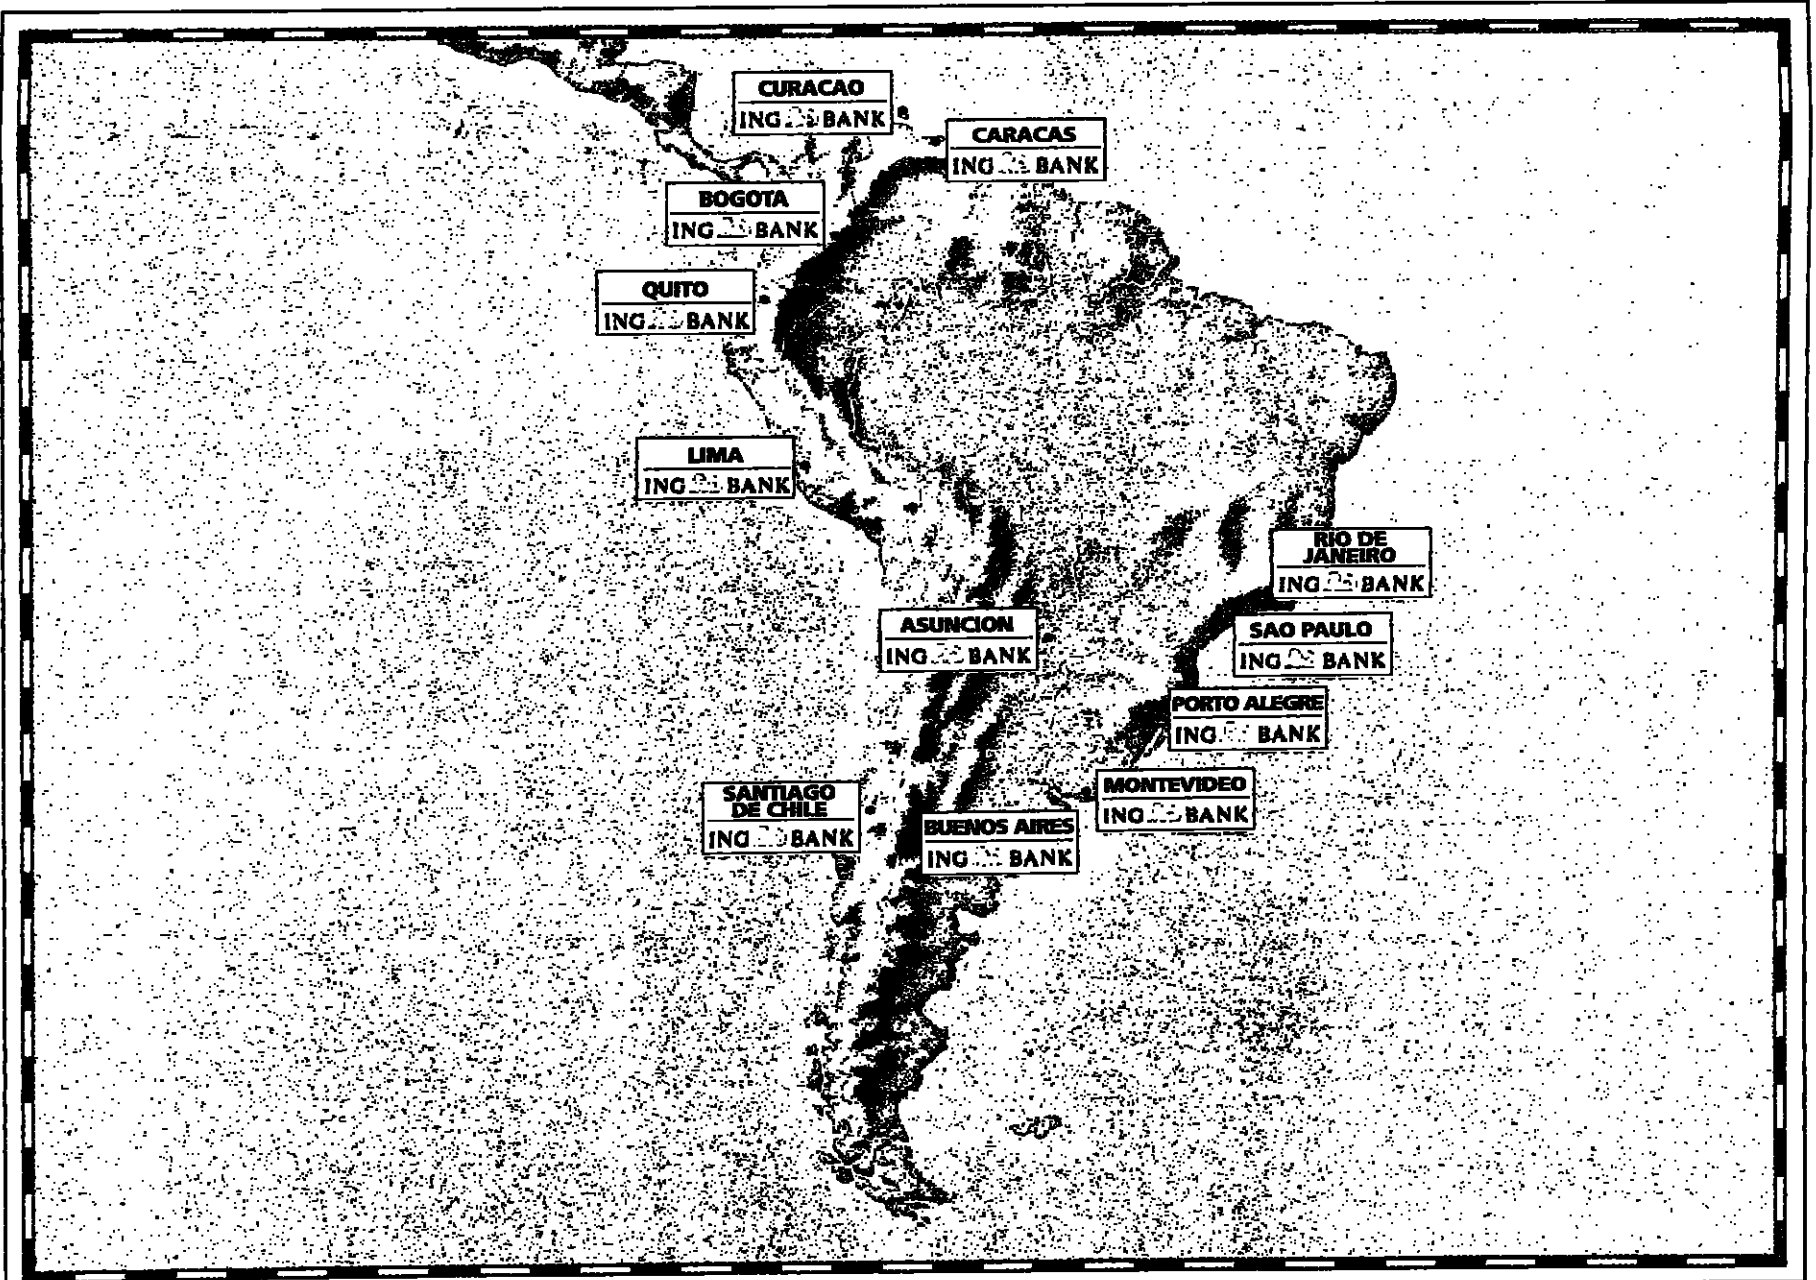 CURACAO
ING BANK
CARACAS
ING BANK
BOGOTA
ING BANK
QUITO
ING BANK
LIMA
ING BANK
RIO DE
JANEIRO
ING BANK
ASUNCION
ING BANK
SAO PAULO
ING BANK
PORTO ALEGRE
ING BANK
MONTEVIDEO
ING BANK
SANTIAGO
DE CHILE
ING BANK
BUENOS AIRES
ING BANK